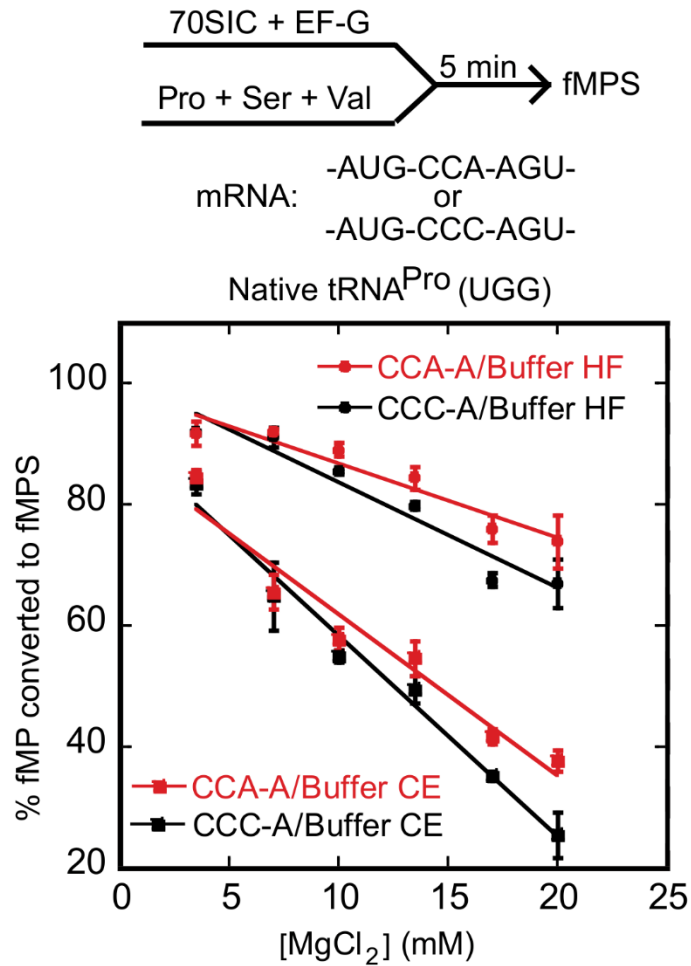 70SIC + EF-G
5 min
fMPS
Pro + Ser + Val
mRNA:
-AUG-CCA-AGU-
or
-AUG-CCC-AGU-
Native tRNAPro (UGG)
CCA-A/Buffer HF
CCC-A/Buffer HF
CCA-A/Buffer CE
CCC-A/Buffer CE
% fMP converted to fMPS
100
80
60
40
20
0 5 10 15 20 25
[MgCl2] (mM)